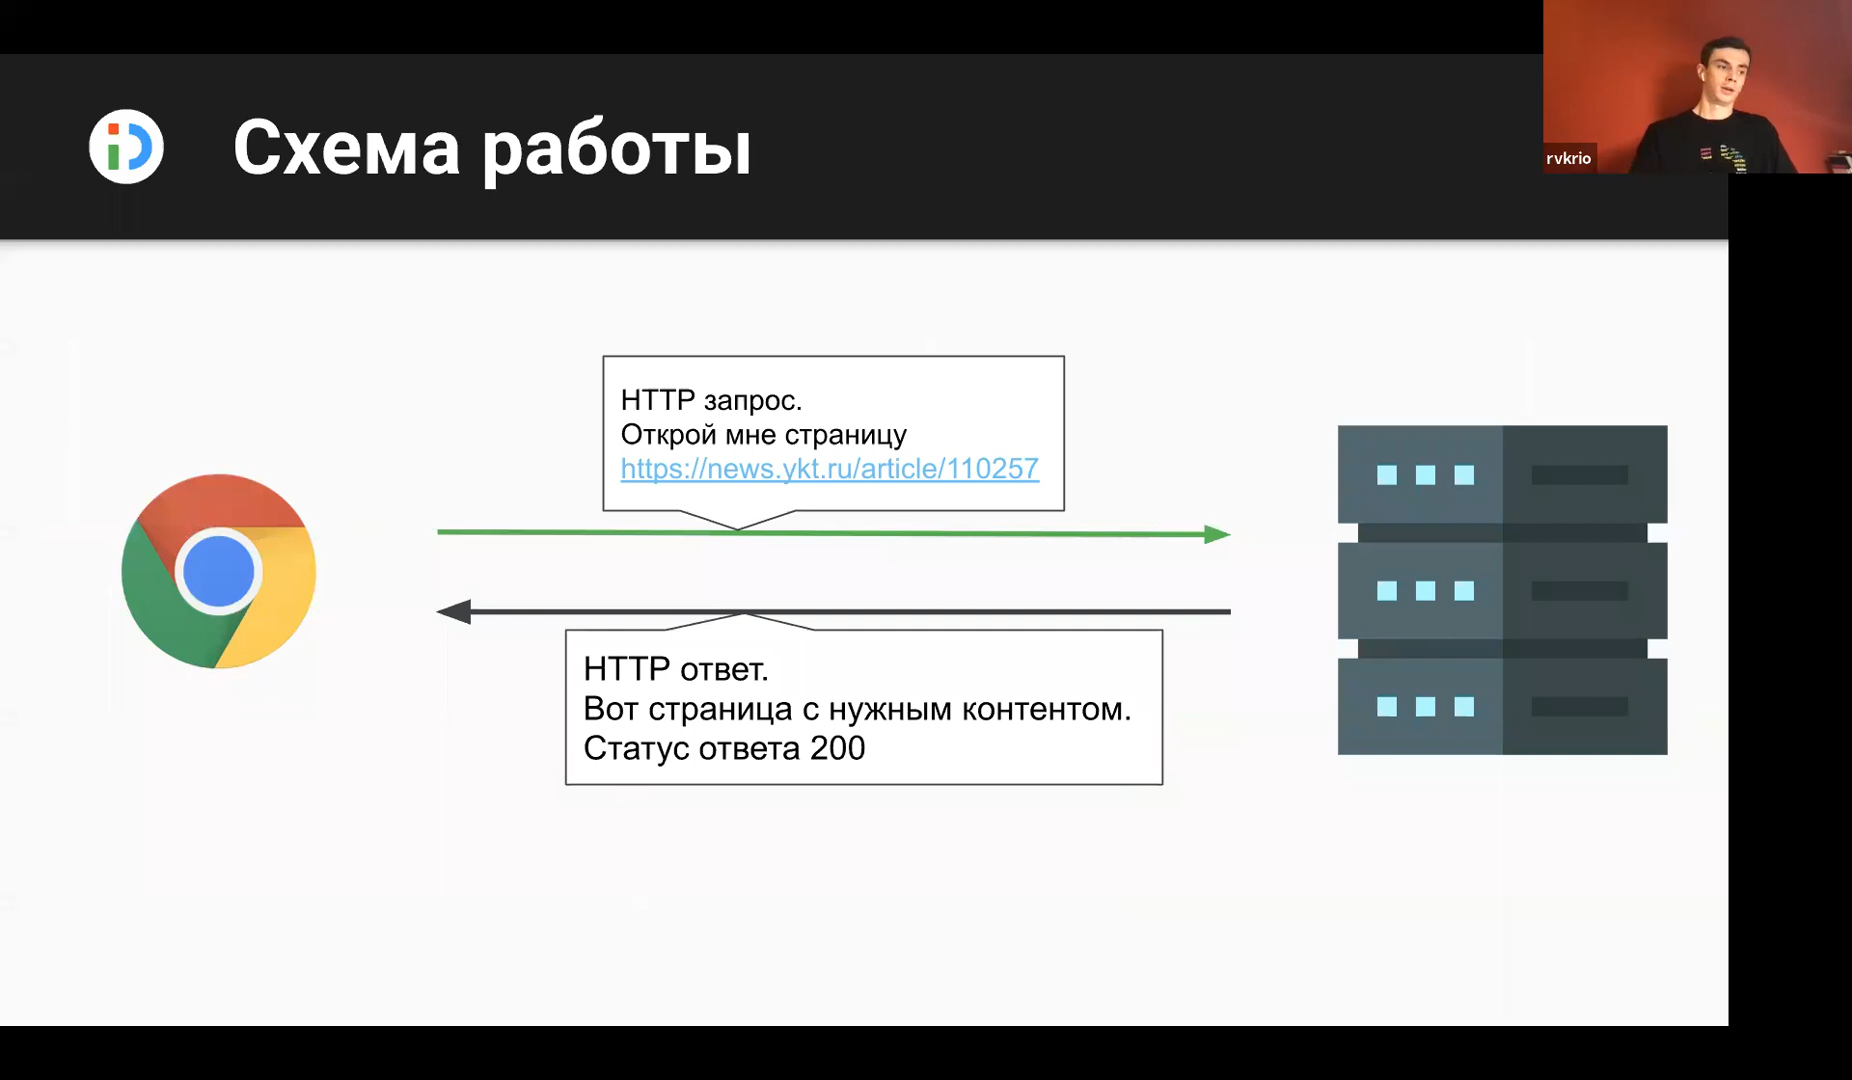 Схема работы
rvkrio
HTTP запрос.
Открой мне страницу
https://news.ykt.ru/article/110257
HTTP ответ.
Вот страница с нужным контентом.
Статус ответа 200